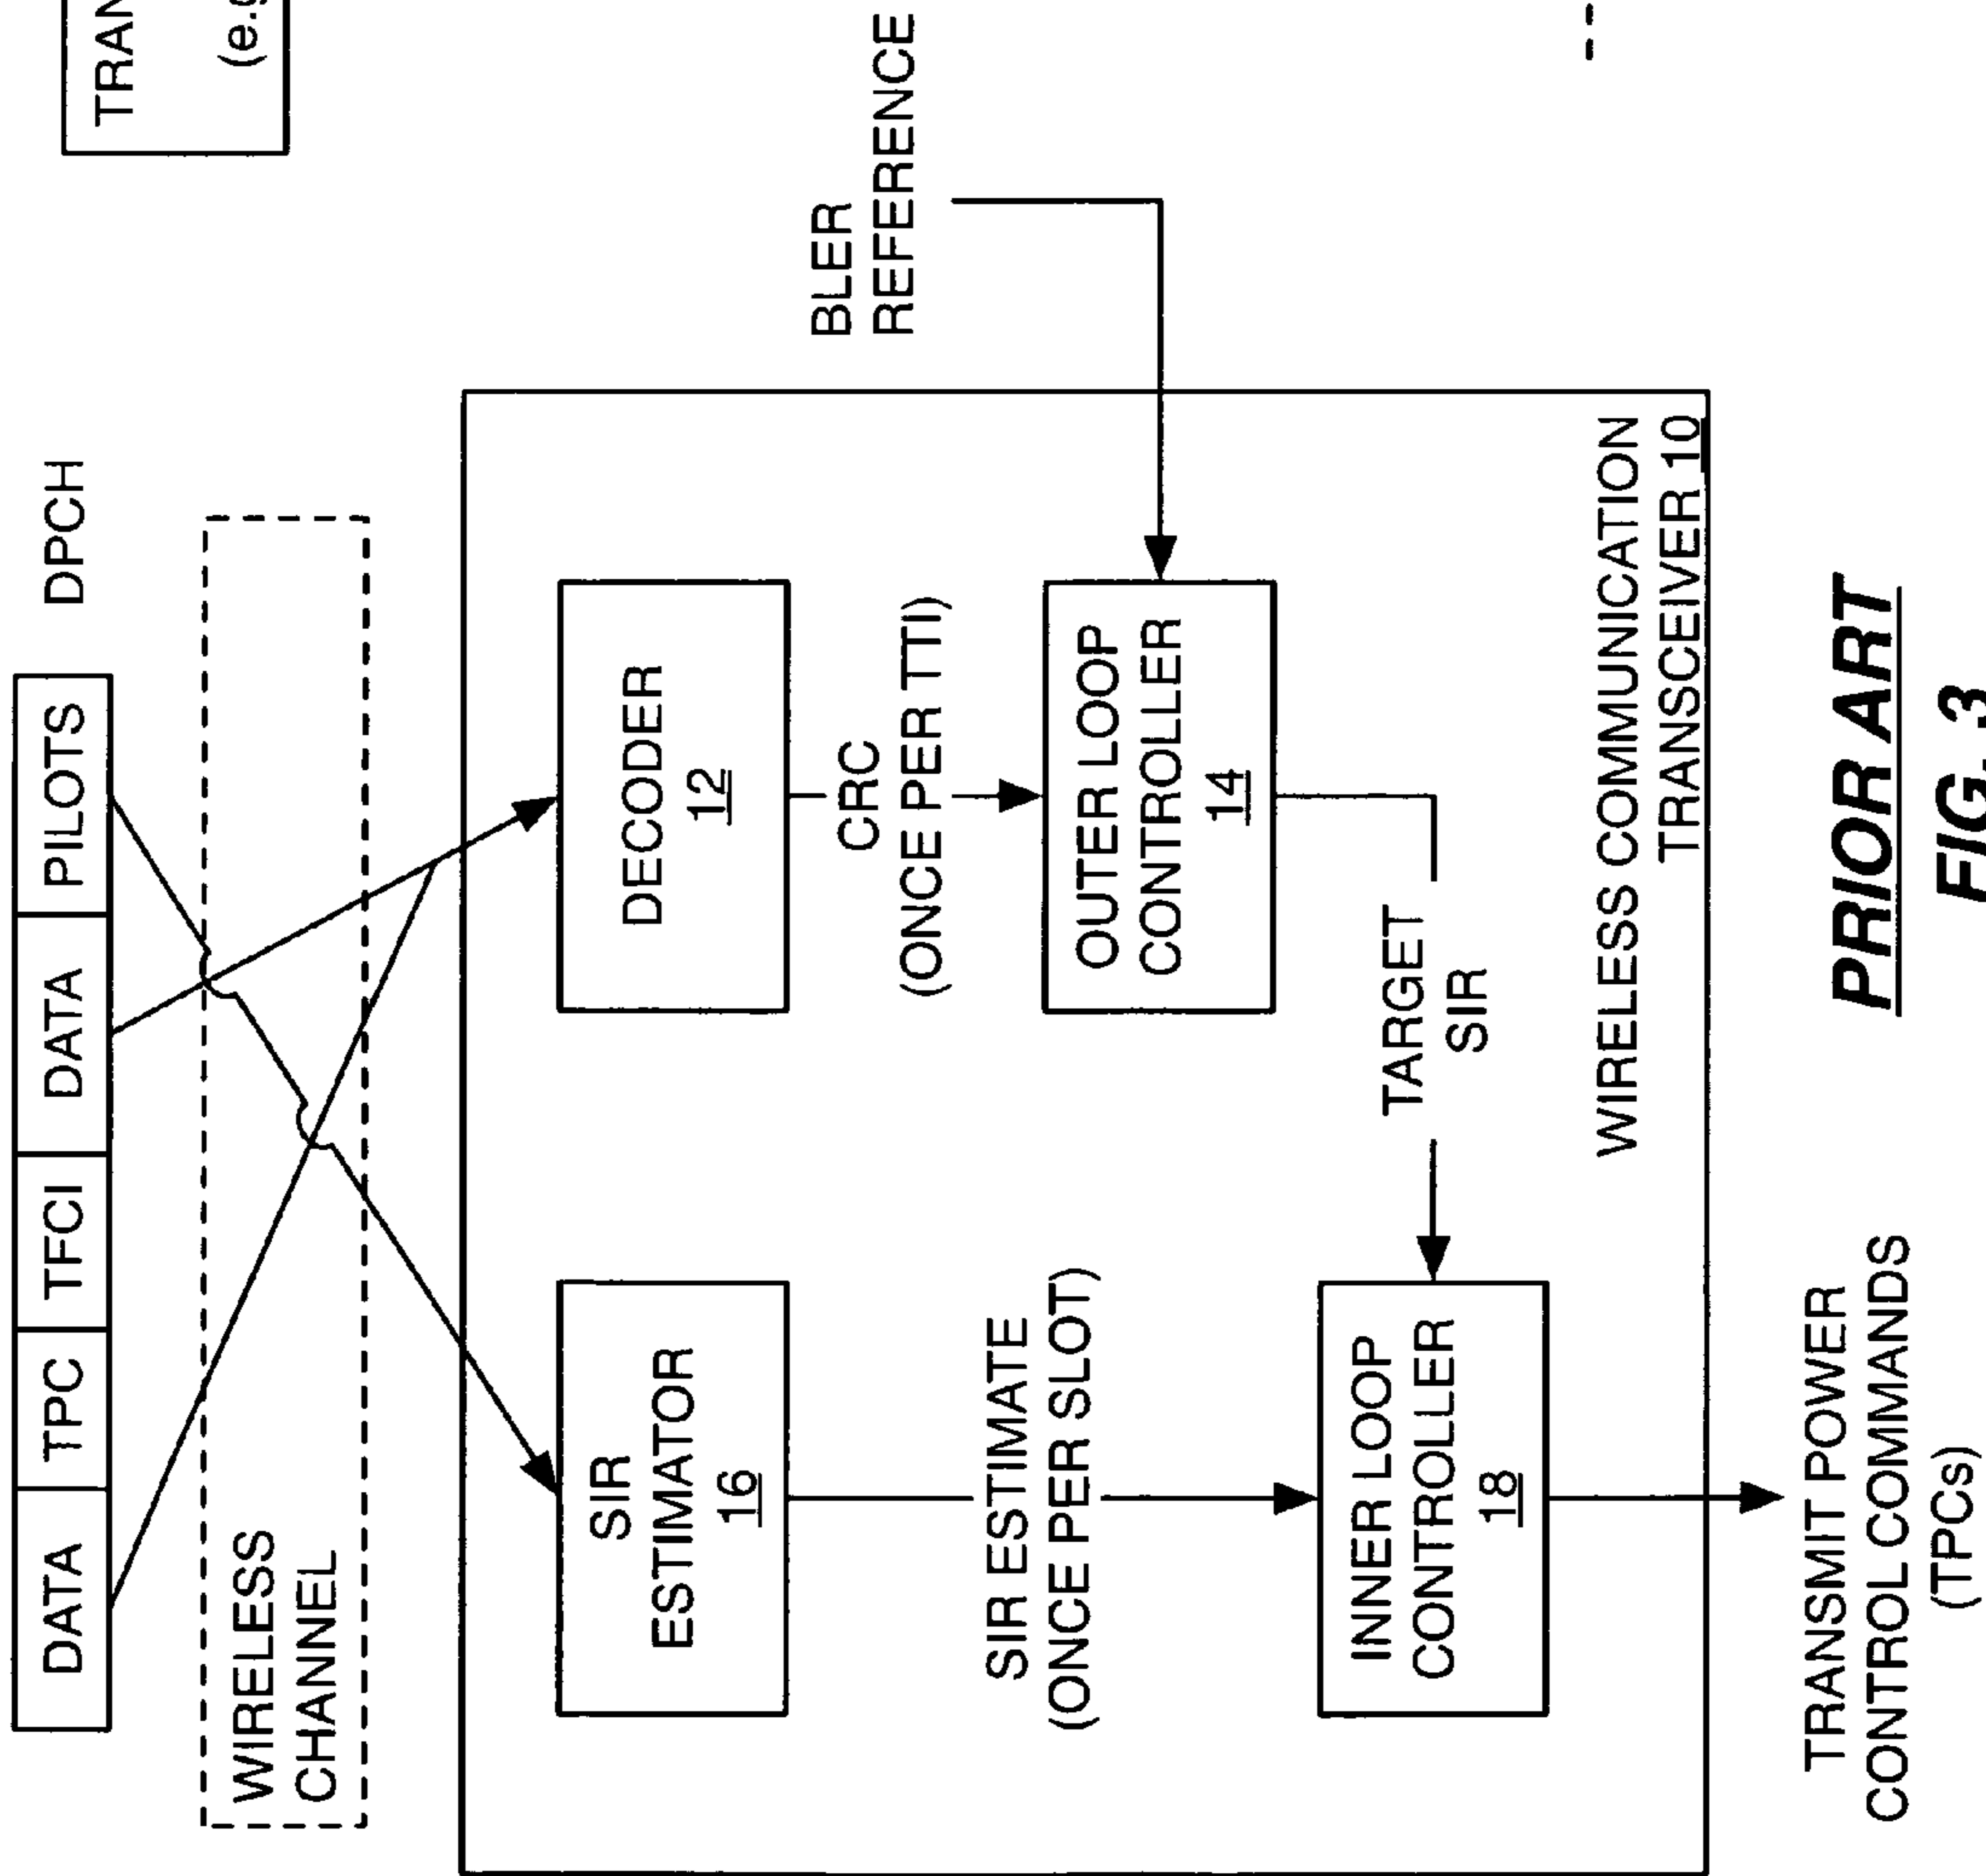 TRAN
(e.g
DATA TPC TFCI DATA PILOTS DPCH
WIRELESS
CHANNEL
SIR
ESTIMATOR
16
DECODER
12
BLER
REFERENCE
CRC
(ONCE PER TTI)
SIR ESTIMATE
(ONCE PER SLOT)
OUTER LOOP
CONTROLLER
14
INNER LOOP
CONTROLLER
18
TARGET
SIR
WIRELESS COMMUNICATION
TRANSCEIVER 10
TRANSMIT POWER
CONTROL COMMANDS
(TPCs)
PRIOR ART
FIG. 3